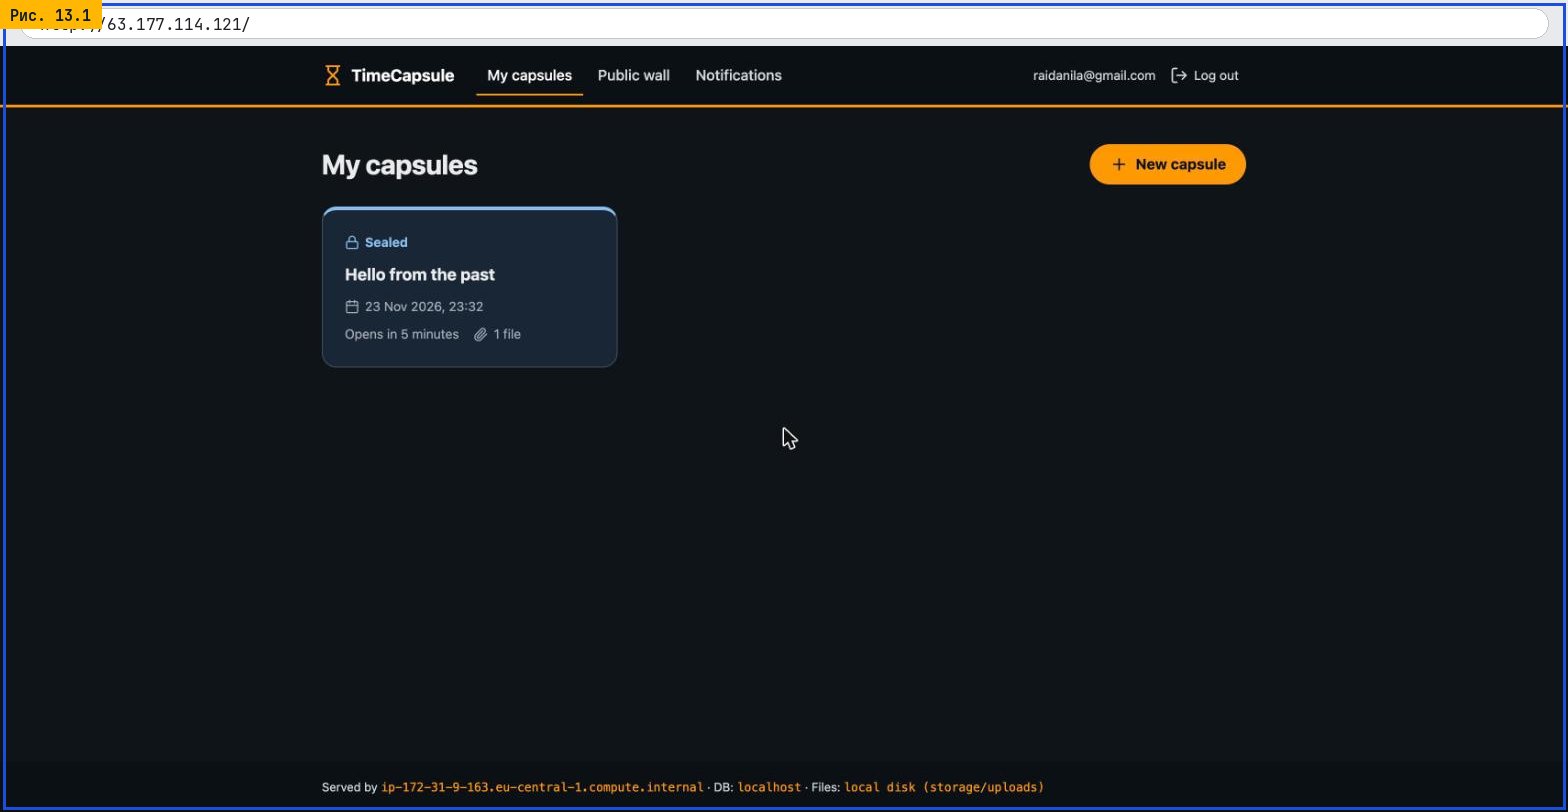 Рис. 13.1
/63.177.114.121/
TimeCapsule My capsules Public wall Notifications raidanila@gmail.com Log out
My capsules + New capsule
Sealed
Hello from the past
23 Nov 2026, 23:32
Opens in 5 minutes 1 file
Served by ip-172-31-9-163.eu-central-1.compute.internal · DB: localhost · Files: local disk (storage/uploads)